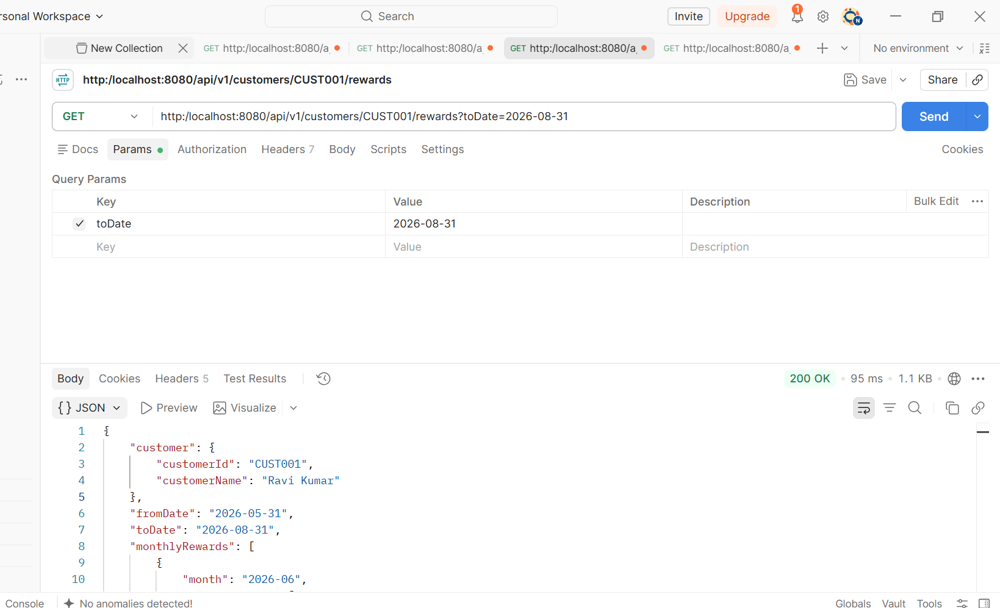 rsonal Workspace
Search
Invite
Upgrade
1
N
New Collection
GET http:/localhost:8080/a
GET http:/localhost:8080/a
GET http:/localhost:8080/a
GET http:/localhost:8080/a
No environment
HTTP http:/localhost:8080/api/v1/customers/CUST001/rewards
Save
Share
GET
http:/localhost:8080/api/v1/customers/CUST001/rewards?toDate=2026-08-31
Send
Docs
Params
Authorization
Headers 7
Body
Scripts
Settings
Cookies
Query Params
Key Value Description Bulk Edit
toDate 2026-08-31
Key Value Description
Body
Cookies
Headers 5
Test Results
200 OK
95 ms
1.1 KB
{} JSON
Preview
Visualize
1 {
2 "customer": {
3 "customerId": "CUST001",
4 "customerName": "Ravi Kumar"
5 },
6 "fromDate": "2026-05-31",
7 "toDate": "2026-08-31",
8 "monthlyRewards": [
9 {
10 "month": "2026-06",
Console
No anomalies detected!
Globals
Vault
Tools